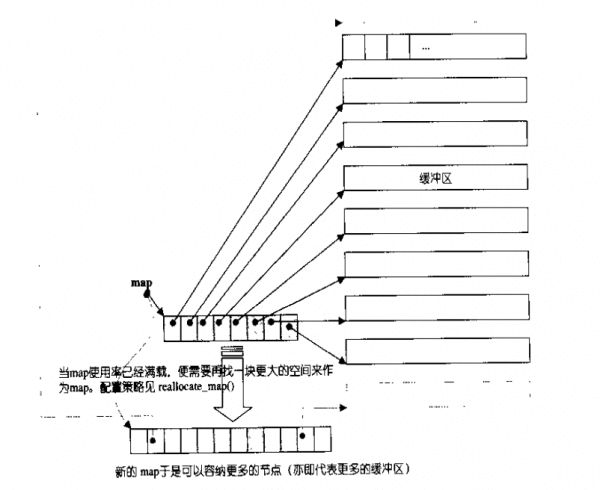 ...
缓冲区
map
当map使用率已经满载，便需要再找一块更大的空间来作
为map。配置策略见 reallocate_map()
新的 map于是可以容纳更多的节点（亦即代表更多的缓冲区）